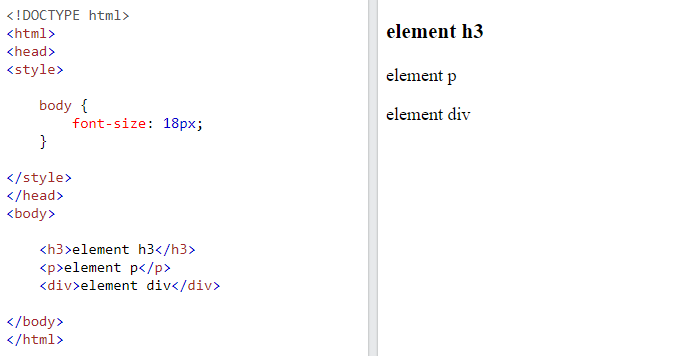 <!DOCTYPE html>
<html>
<head>
<style>
body {
font-size: 18px;
}
</style>
</head>
<body>
<h3>element h3</h3>
<p>element p</p>
<div>element div</div>
</body>
</html>
element h3
element p
element div